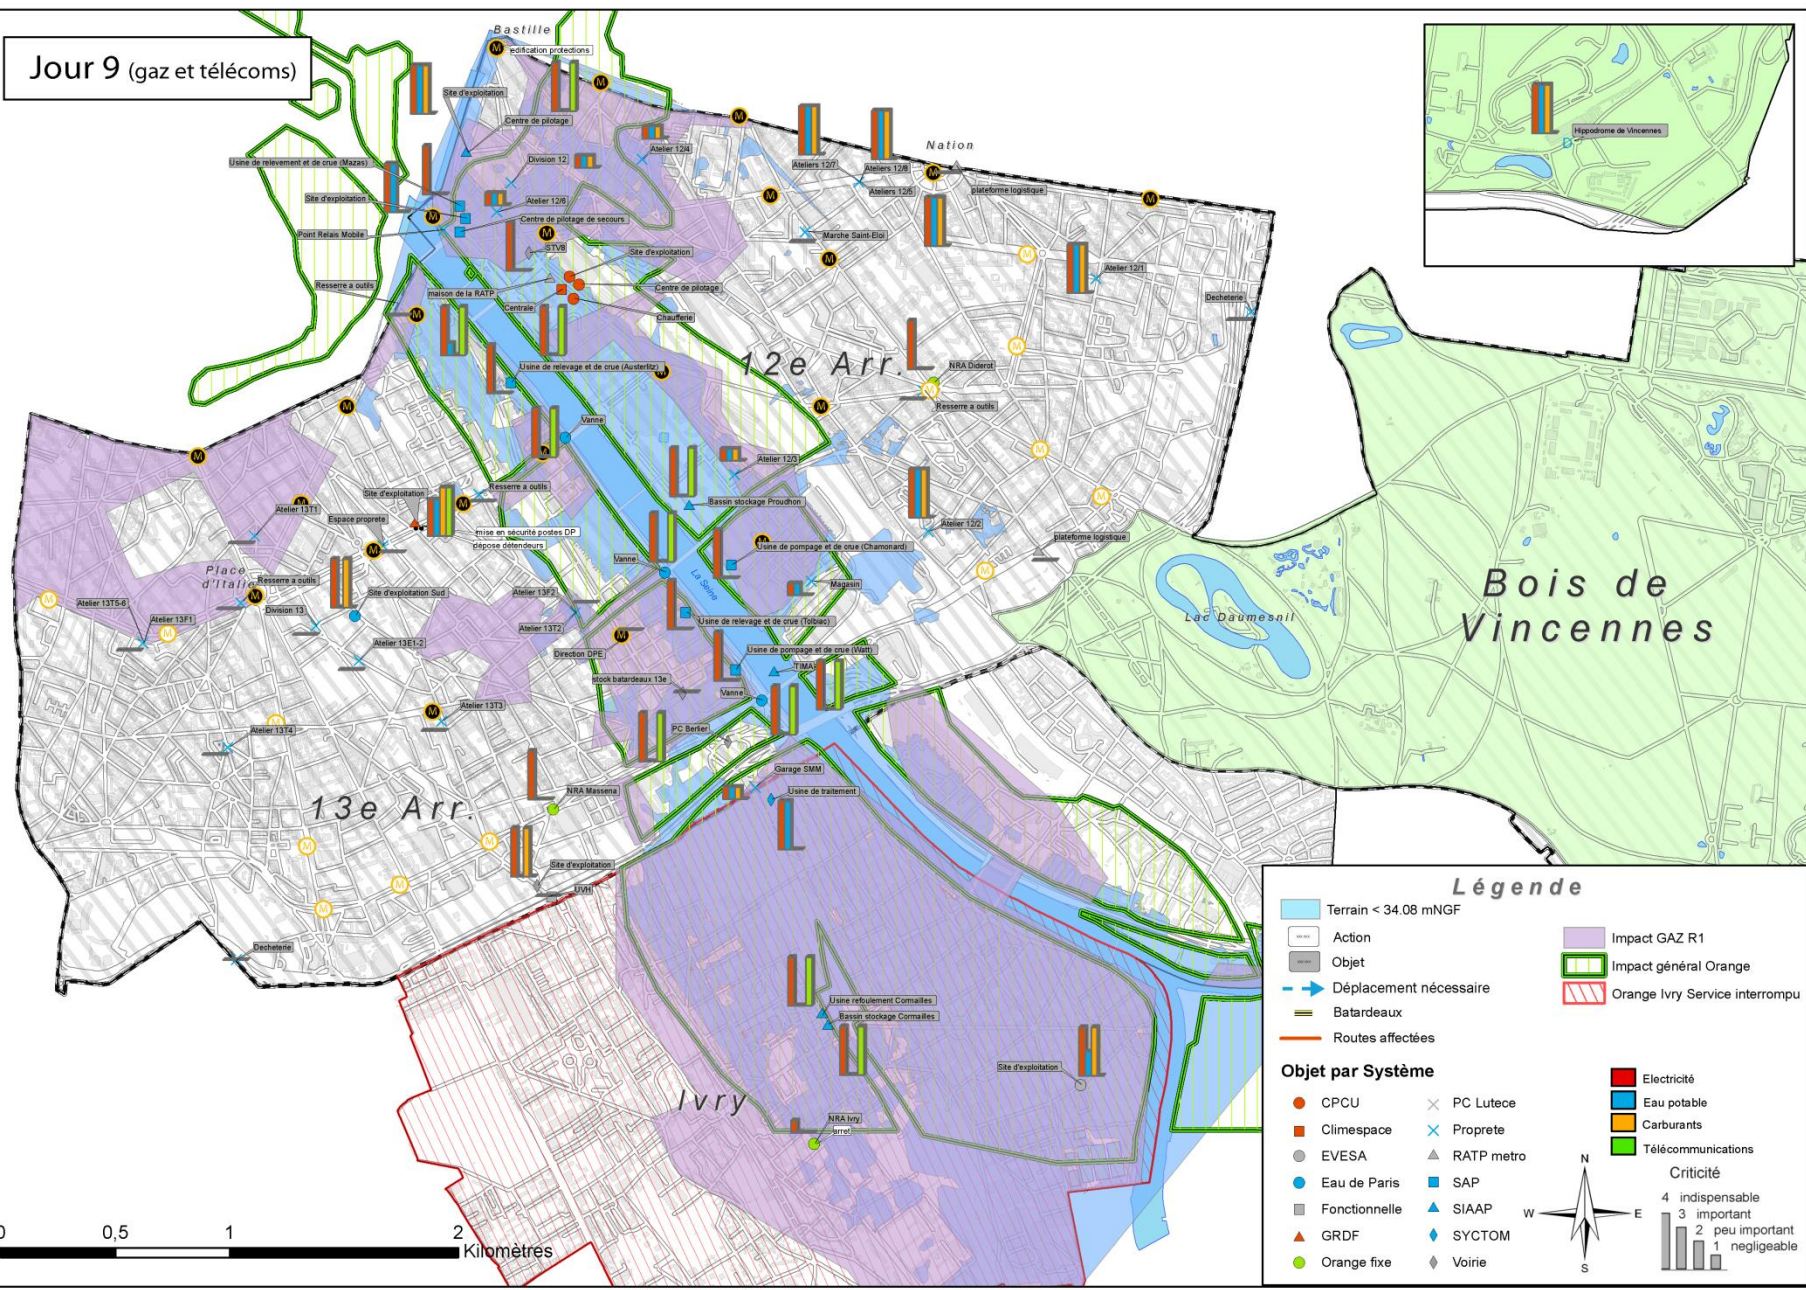 Jour 9 (gaz et télécoms)
Bastille
edification protections
Site d'exploitation
Centre de pilotage
Usine de relevement et de crue (Mazas)
Division 12
Atelier 12/4
Ateliers 12/7
Ateliers 12/8
Ateliers 12/5
Nation
plateforme logistique
Hippodrome de Vincennes
Site d'exploitation
Atelier 12/6
Centre de pilotage de secours
Point Relais Mobile
Marche Saint-Eloi
STV8
Site d'exploitation
Resserre a outils
maison de la RATP
Centre de pilotage
Centrale
Chaufferie
Atelier 12/1
Decheterie
12e Arr.
Usine de relevage et de crue (Austerlitz)
NRA Diderot
Resserre a outils
Vanne
Atelier 12/3
Site d'exploitation
Resserre a outils
Bassin stockage Proudhon
Atelier 13T1
Espace proprete
mise en sécurité postes DP
dépose détendeurs
Atelier 12/2
plateforme logistique
Usine de pompage et de crue (Chamonard)
Vanne
La Seine
Magasin
Place
d'Italie
Resserre a outils
Site d'exploitation Sud
Atelier 13F2
Atelier 13T5-6
Atelier 13F1
Division 13
Atelier 13T2
Usine de relevage et de crue (Tolbiac)
Lac Daumesnil
Bois de
Vincennes
Atelier 13E1-2
Direction DPE
Usine de pompage et de crue (Watt)
TIMA
stock batardeaux 13e
Vanne
Atelier 13T3
Atelier 13T4
PC Berlier
Garage SMM
Usine de traitement
NRA Massena
13e Arr.
Site d'exploitation
UVH
Decheterie
Usine refoulement Cornailles
Bassin stockage Cornailles
Site d'exploitation
Ivry
NRA Ivry
arret
0
0,5
1
2
Kilomètres
Légende
Terrain < 34.08 mNGF
Action
Objet
Déplacement nécessaire
Batardeaux
Routes affectées
Impact GAZ R1
Impact général Orange
Orange Ivry Service interrompu
Objet par Système
CPCU
Climespace
EVESA
Eau de Paris
Fonctionnelle
GRDF
Orange fixe
PC Lutece
Proprete
RATP metro
SAP
SIAAP
SYCTOM
Voirie
Electricité
Eau potable
Carburants
Télécommunications
Criticité
4 indispensable
3 important
2 peu important
1 negligeable
N
W
E
S